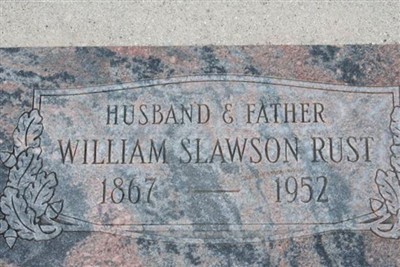 HUSBAND & FATHER
WILLIAM SLAWSON RUST
1867 — 1952